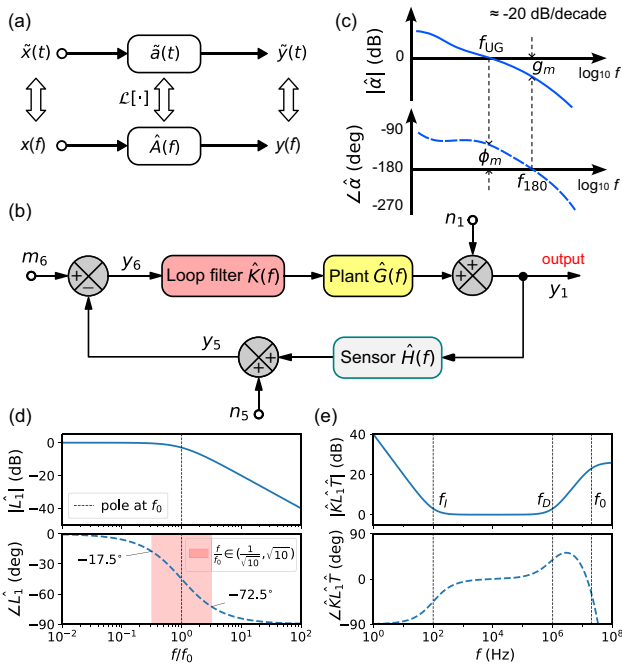 (a)
x̃(t)
ã(t)
ỹ(t)
ℒ[·]
x(f)
Â(f)
y(f)
(c)
≈ -20 dB/decade
|α̂| (dB)
0
f_UG
g_m
log₁₀ f
∠α̂ (deg)
-90
-180
-270
ϕ_m
f_180
log₁₀ f
(b)
n₁
m₆
+
−
y₆
Loop filter K̂(f)
Plant Ĝ(f)
+
+
output
y₁
y₅
+
+
Sensor Ĥ(f)
n₅
(d)
|L̂₁| (dB)
0
−20
−40
pole at f₀
∠L̂₁ (deg)
0
−30
−60
−90
−17.5°
f/f₀ ∈ (1/√10, √10)
−72.5°
10⁻² 10⁻¹ 10⁰ 10¹ 10²
f/f₀
(e)
|K̂L̂₁T̂| (dB)
40
20
0
f_I
f_D
f₀
∠K̂L̂₁T̂ (deg)
90
0
−90
10⁰ 10² 10⁴ 10⁶ 10⁸
f (Hz)